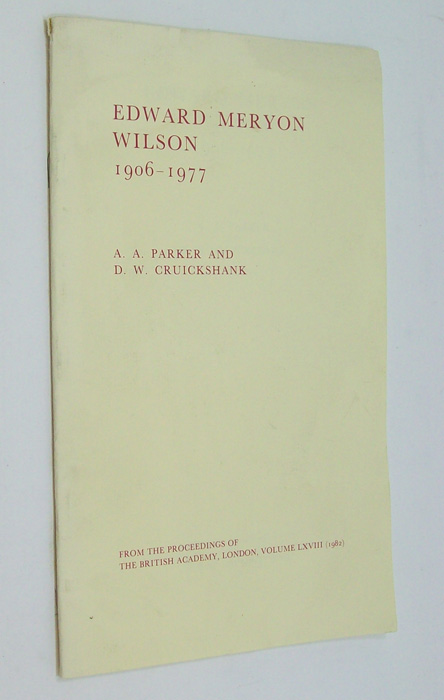 EDWARD MERYON
WILSON
1906–1977
A. A. PARKER AND
D. W. CRUICKSHANK
FROM THE PROCEEDINGS OF
THE BRITISH ACADEMY, LONDON, VOLUME LXVIII (1982)